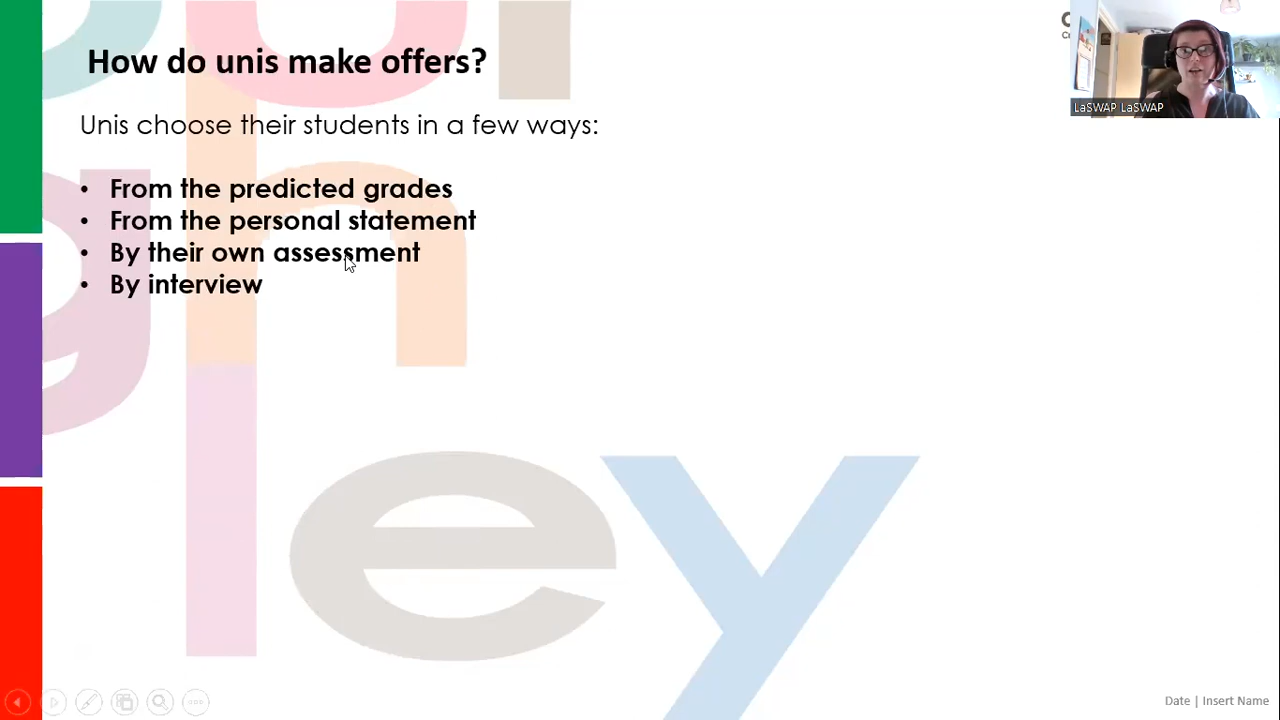 How do unis make offers?
Unis choose their students in a few ways:
• From the predicted grades
• From the personal statement
• By their own assessment
• By interview
LaSWAP LaSWAP
Date | Insert Name